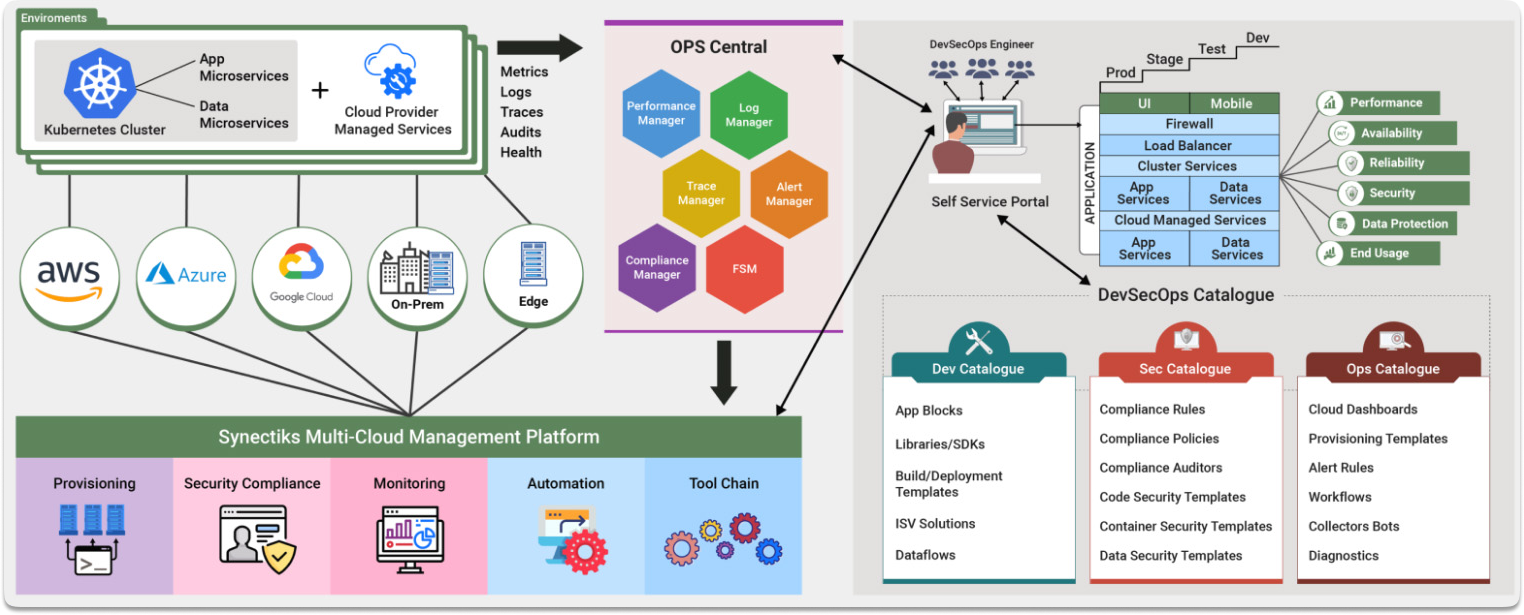 Enviroments
App
Microservices
Data
Microservices
Kubernetes Cluster
+
Cloud Provider
Managed Services
Metrics
Logs
Traces
Audits
Health
aws
Azure
Google Cloud
On-Prem
Edge
OPS Central
Performance
Manager
Log
Manager
Trace
Manager
Alert
Manager
Compliance
Manager
FSM
Synectiks Multi-Cloud Management Platform
Provisioning
Security Compliance
Monitoring
Automation
Tool Chain
>_
DevSecOps Engineer
Self Service Portal
Prod
Stage
Test
Dev
APPLICATION
UI
Mobile
Firewall
Load Balancer
Cluster Services
App
Services
Data
Services
Cloud Managed Services
App
Services
Data
Services
Performance
Availability
Reliability
Security
Data Protection
End Usage
DevSecOps Catalogue
Dev Catalogue
App Blocks
Libraries/SDKs
Build/Deployment
Templates
ISV Solutions
Dataflows
Sec Catalogue
Compliance Rules
Compliance Policies
Compliance Auditors
Code Security Templates
Container Security Templates
Data Security Templates
Ops Catalogue
Cloud Dashboards
Provisioning Templates
Alert Rules
Workflows
Collectors Bots
Diagnostics